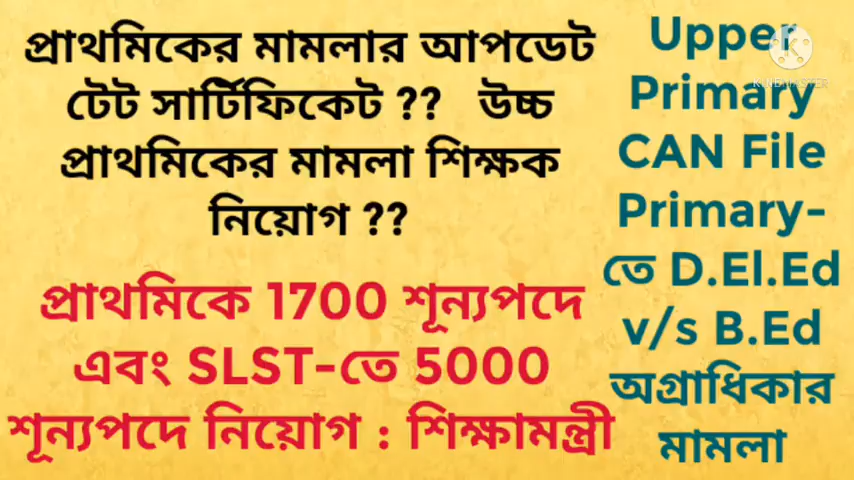 প্রাথমিকের মামলার আপডেট
টেট সার্টিফিকেট ?? উচ্চ
প্রাথমিকের মামলা শিক্ষক
নিয়োগ ??
প্রাথমিকে 1700 শূন্যপদে
এবং SLST-তে 5000
শূন্যপদে নিয়োগ : শিক্ষামন্ত্রী
Upper
Primary
CAN File
Primary-
তে D.El.Ed
v/s B.Ed
অগ্রাধিকার
মামলা
KINEMASTER